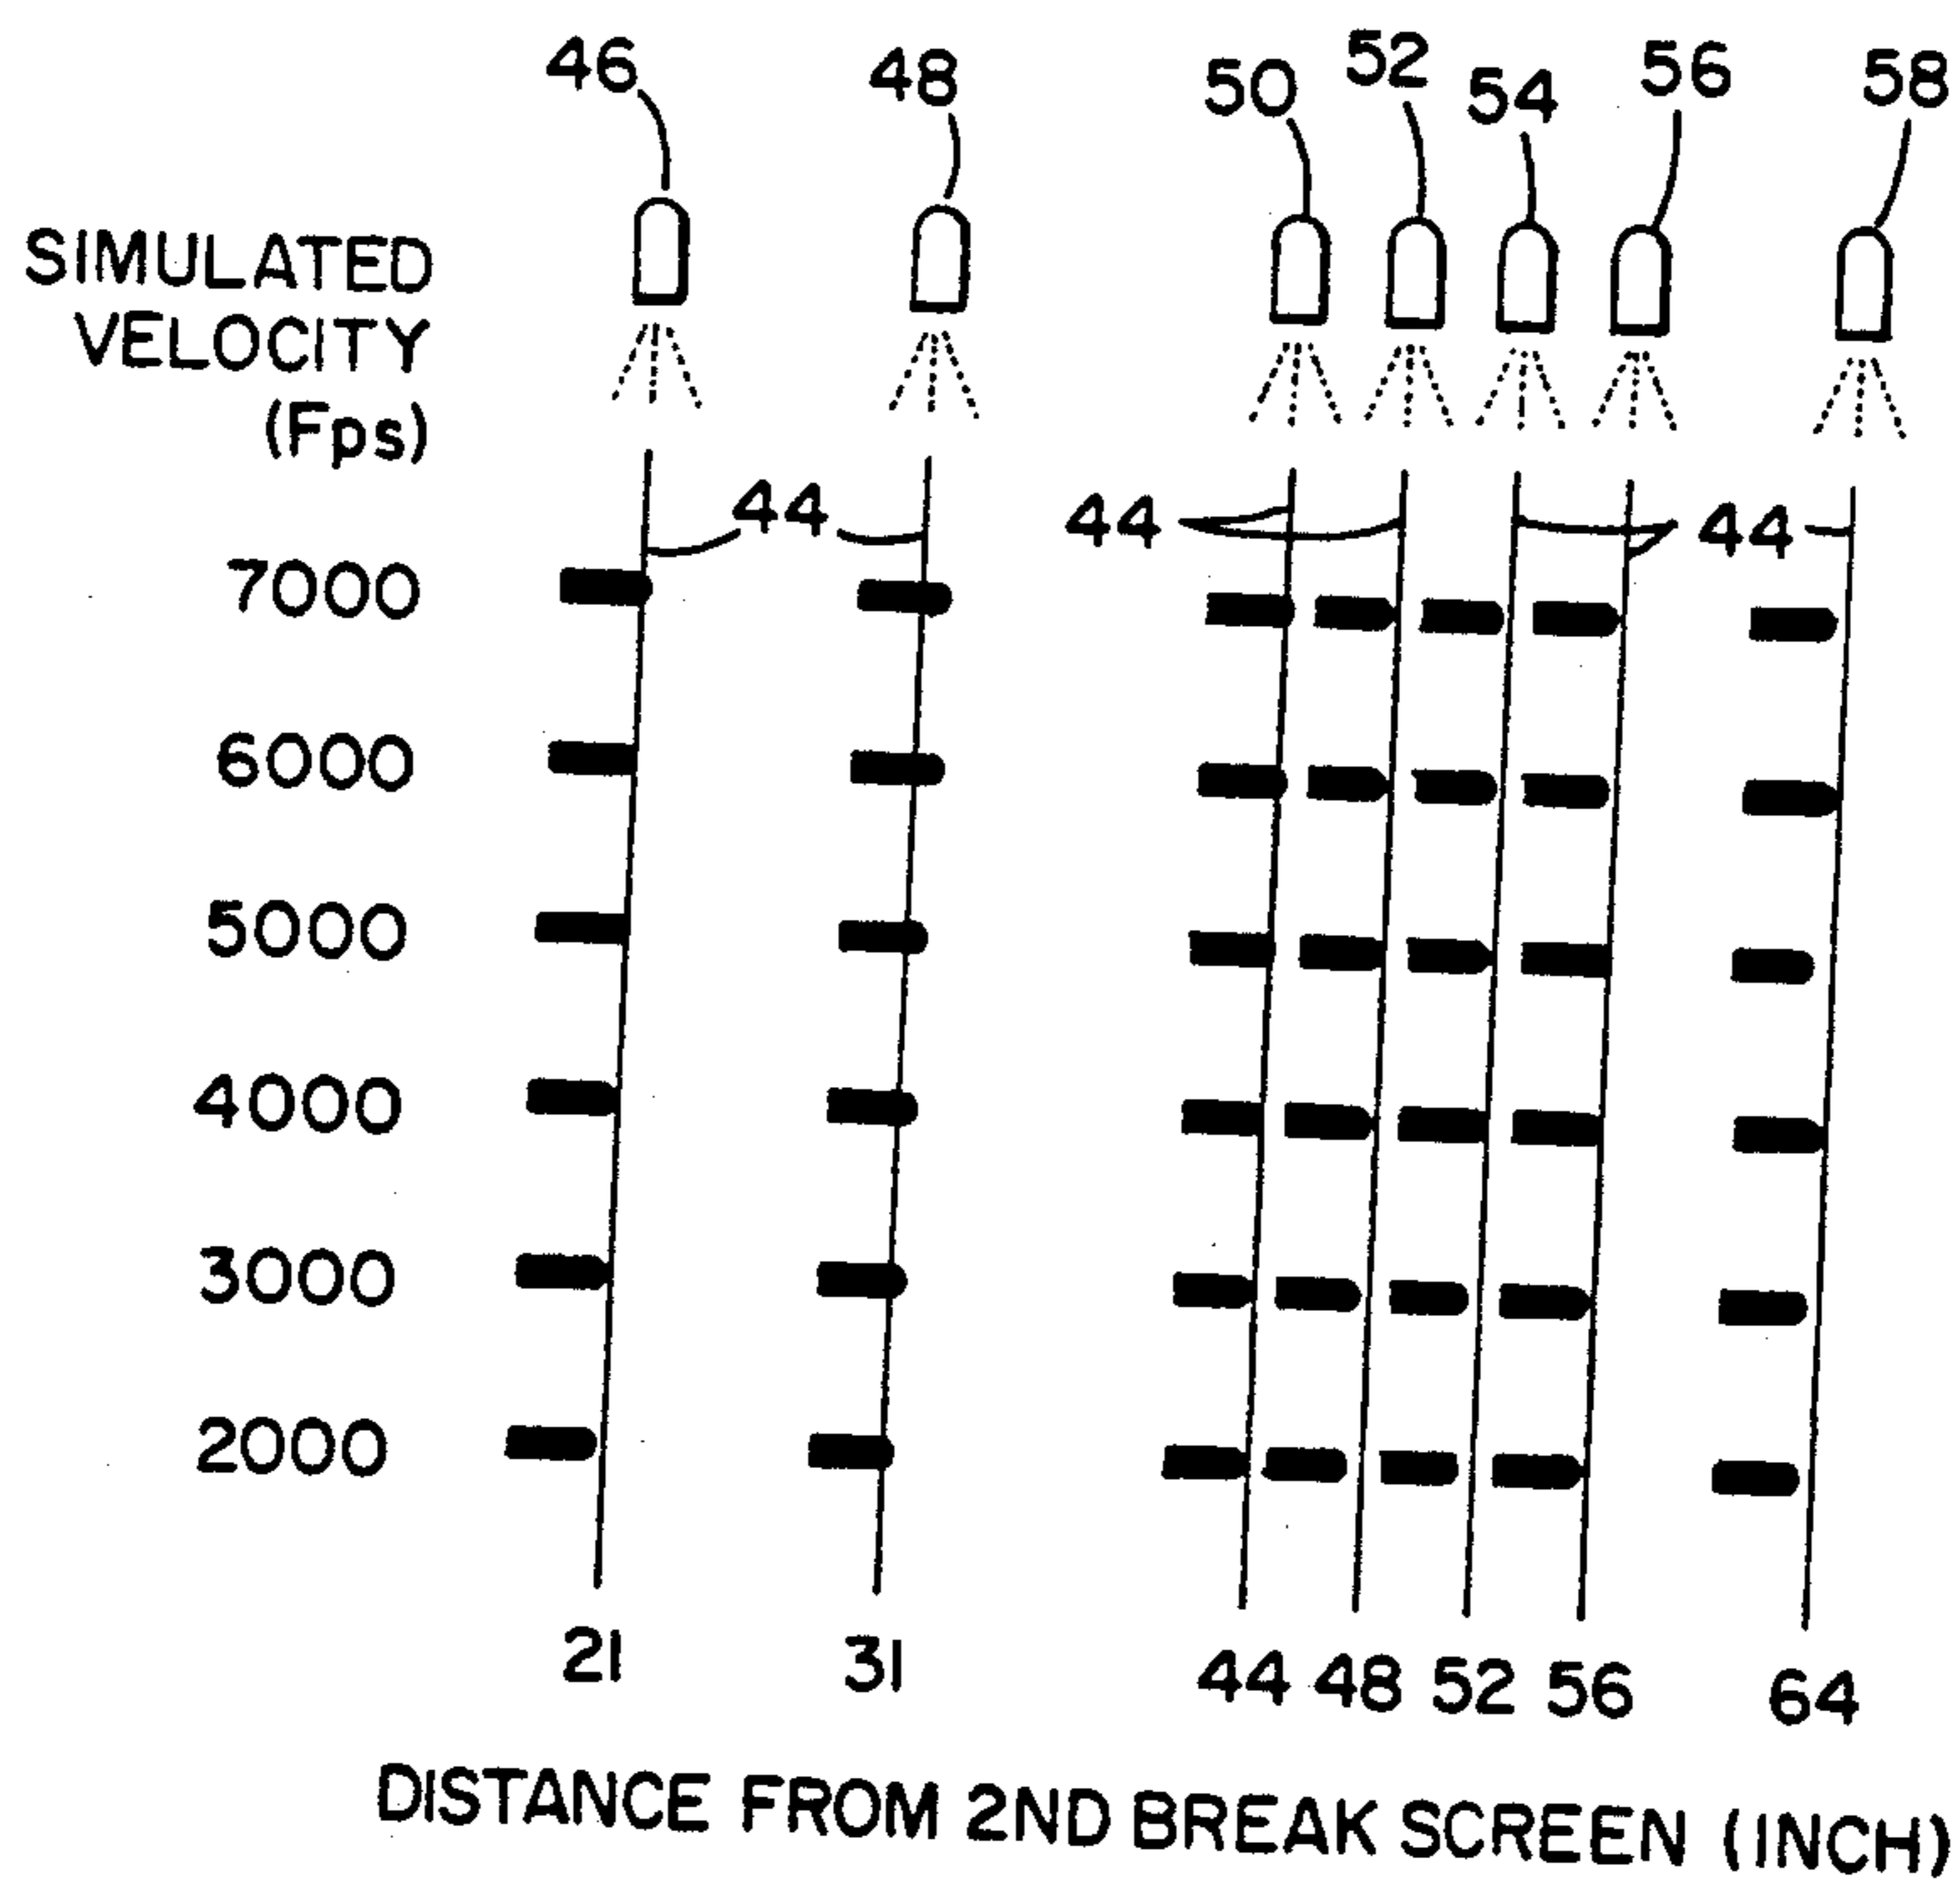 46 48 50 52 54 56 58
SIMULATED
VELOCITY
(Fps)
44 44 44
7000
6000
5000
4000
3000
2000
21 31 44 48 52 56 64
DISTANCE FROM 2ND BREAK SCREEN (INCH)